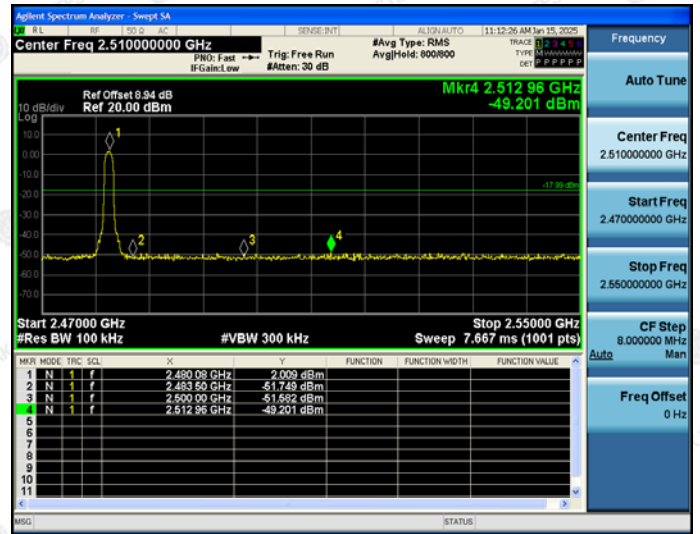 Agilent Spectrum Analyzer - Swept SA
RL RF 50 Ω AC SENSE:INT ALIGN AUTO 11:12:26 AM Jan 15, 2025
Center Freq 2.510000000 GHz
PNO: Fast
IFGain:Low
Trig: Free Run
#Atten: 30 dB
#Avg Type: RMS
Avg|Hold: 800/800
TRACE 1 2 3 4 5 6
TYPE M
DET P P P P P P
Frequency
Auto Tune
Center Freq
2.510000000 GHz
Start Freq
2.470000000 GHz
Stop Freq
2.550000000 GHz
CF Step
8.000000 MHz
Auto Man
Freq Offset
0 Hz
Mkr4 2.512 96 GHz
-49.201 dBm
Ref Offset 8.94 dB
10 dB/div Ref 20.00 dBm
Log
10.0
0.00
-10.0
-20.0
-30.0
-40.0
-50.0
-60.0
-70.0
1
2
3
4
-17.99 dBm
Start 2.47000 GHz Stop 2.55000 GHz
#Res BW 100 kHz #VBW 300 kHz Sweep 7.667 ms (1001 pts)
MKR MODE TRC SCL X Y FUNCTION FUNCTION WIDTH FUNCTION VALUE
1 N 1 f 2.480 08 GHz 2.009 dBm
2 N 1 f 2.483 50 GHz -51.749 dBm
3 N 1 f 2.500 00 GHz -51.582 dBm
4 N 1 f 2.512 96 GHz -49.201 dBm
5
6
7
8
9
10
11
MSG STATUS